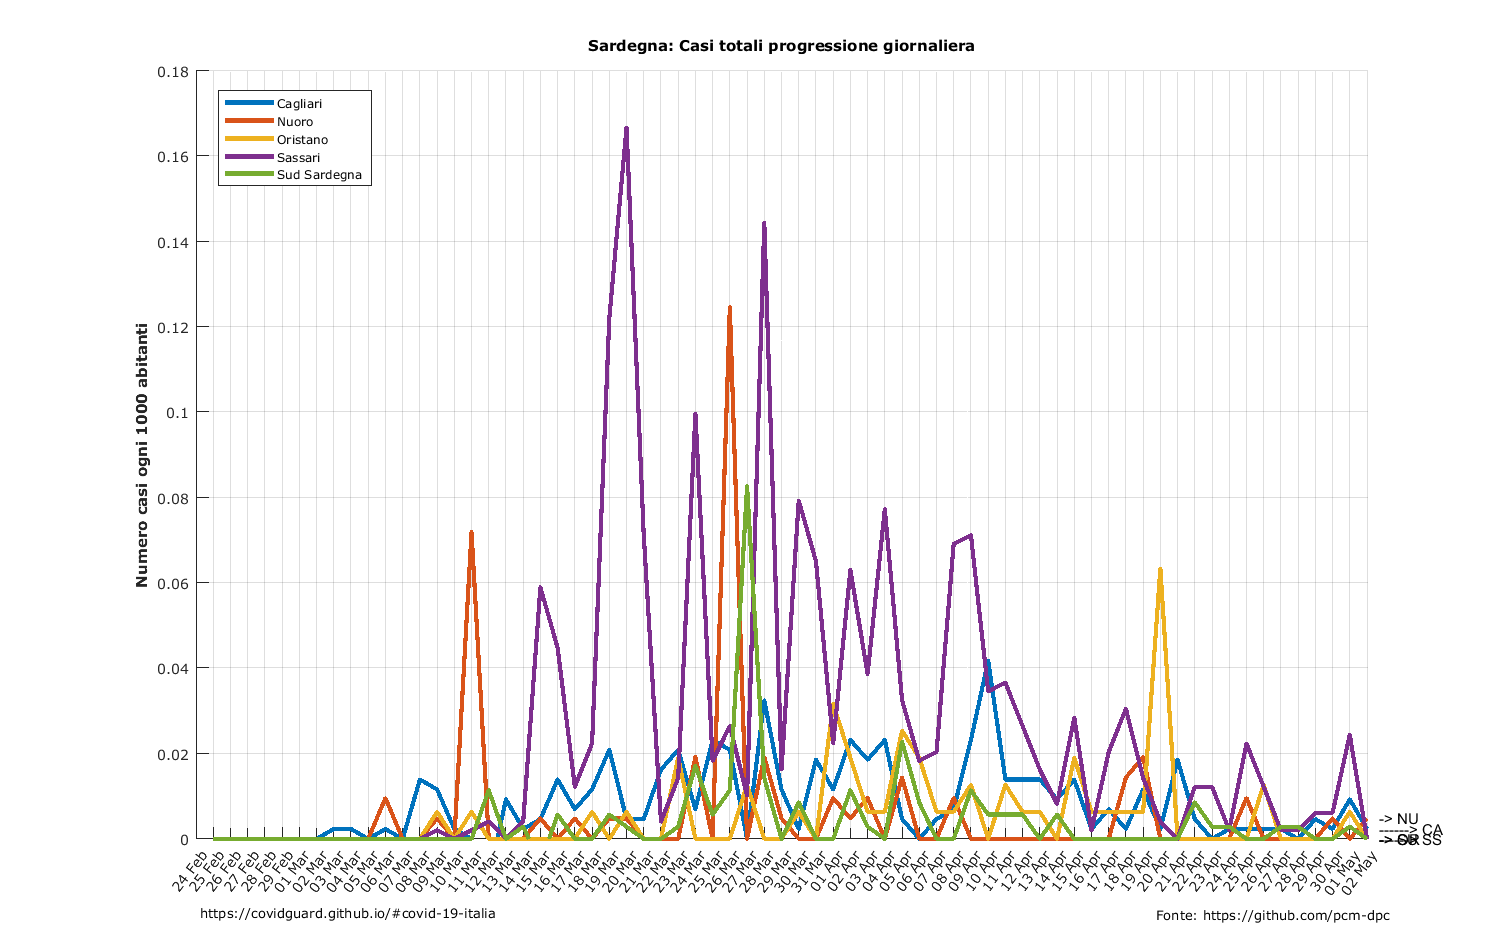 Sardegna: Casi totali progressione giornaliera
0.18
0.16
0.14
0.12
0.1
0.08
0.06
0.04
0.02
0
Numero casi ogni 1000 abitanti
Cagliari
Nuoro
Oristano
Sassari
Sud Sardegna
-> NU
------> CA
SS
24 Feb
25 Feb
26 Feb
27 Feb
28 Feb
29 Feb
01 Mar
02 Mar
03 Mar
04 Mar
05 Mar
06 Mar
07 Mar
08 Mar
09 Mar
10 Mar
11 Mar
12 Mar
13 Mar
14 Mar
15 Mar
16 Mar
17 Mar
18 Mar
19 Mar
20 Mar
21 Mar
22 Mar
23 Mar
24 Mar
25 Mar
26 Mar
27 Mar
28 Mar
29 Mar
30 Mar
31 Mar
01 Apr
02 Apr
03 Apr
04 Apr
05 Apr
06 Apr
07 Apr
08 Apr
09 Apr
10 Apr
11 Apr
12 Apr
13 Apr
14 Apr
15 Apr
16 Apr
17 Apr
18 Apr
19 Apr
20 Apr
21 Apr
22 Apr
23 Apr
24 Apr
25 Apr
26 Apr
27 Apr
28 Apr
29 Apr
30 Apr
01 May
02 May
https://covidguard.github.io/#covid-19-italia
Fonte: https://github.com/pcm-dpc